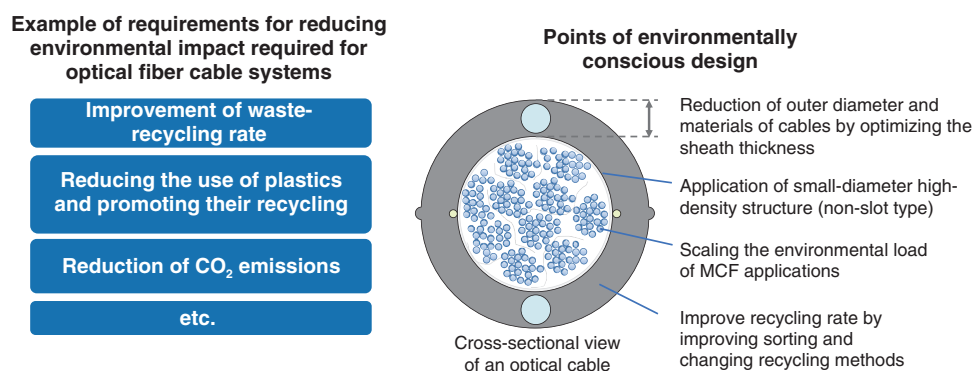 Example of requirements for reducing
environmental impact required for
optical fiber cable systems
Improvement of waste-
recycling rate
Reducing the use of plastics
and promoting their recycling
Reduction of CO₂ emissions
etc.
Points of environmentally
conscious design
Reduction of outer diameter and
materials of cables by optimizing the
sheath thickness
Application of small-diameter high-
density structure (non-slot type)
Scaling the environmental load
of MCF applications
Improve recycling rate by
improving sorting and
changing recycling methods
Cross-sectional view
of an optical cable